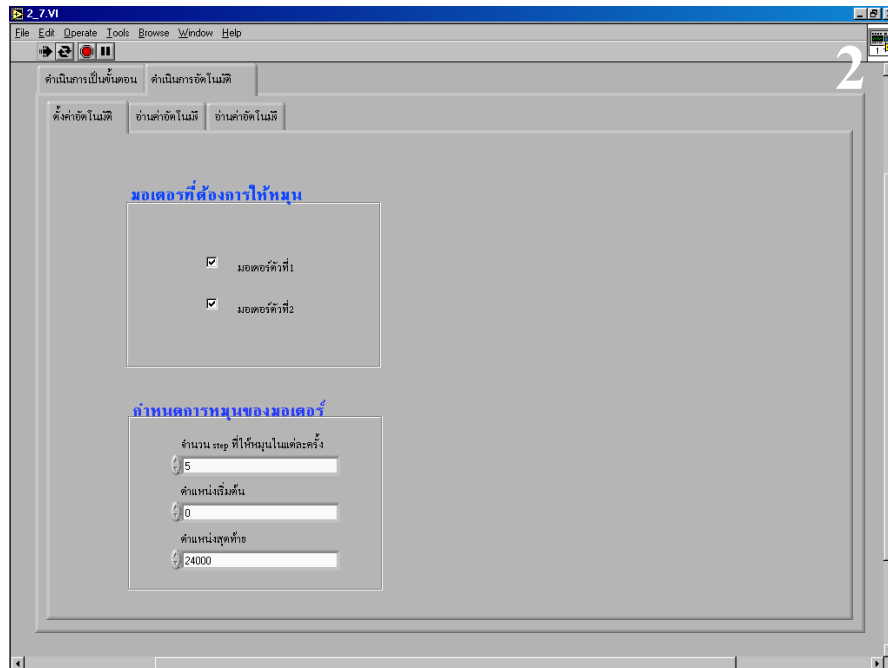 2_7.VI
File Edit Operate Tools Browse Window Help
1
2
ดำเนินการเป็นขั้นตอน ดำเนินการอัตโนมัติ
ตั้งค่าอัตโนมัติ อ่านค่าอัตโนมัติ อ่านค่าอัตโนมัติ
มอเตอร์ที่ต้องการให้หมุน
มอเตอร์ตัวที่1
มอเตอร์ตัวที่2
กำหนดการหมุนของมอเตอร์
จำนวน step ที่ให้หมุนในแต่ละครั้ง
5
ตำแหน่งเริ่มต้น
0
ตำแหน่งสุดท้าย
24000